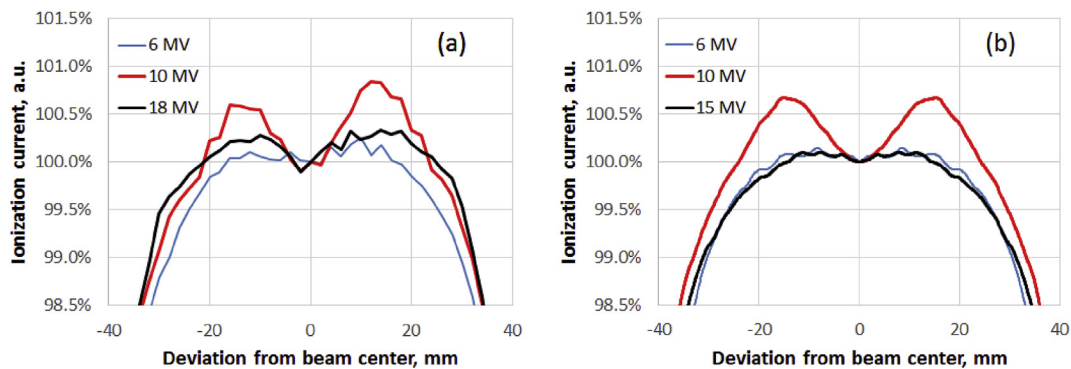 101.5%
101.0%
100.5%
100.0%
99.5%
99.0%
98.5%
Ionization current, a.u.
6 MV
10 MV
18 MV
(a)
-40 -20 0 20 40
Deviation from beam center, mm
101.5%
101.0%
100.5%
100.0%
99.5%
99.0%
98.5%
Ionization current, a.u.
6 MV
10 MV
15 MV
(b)
-40 -20 0 20 40
Deviation from beam center, mm